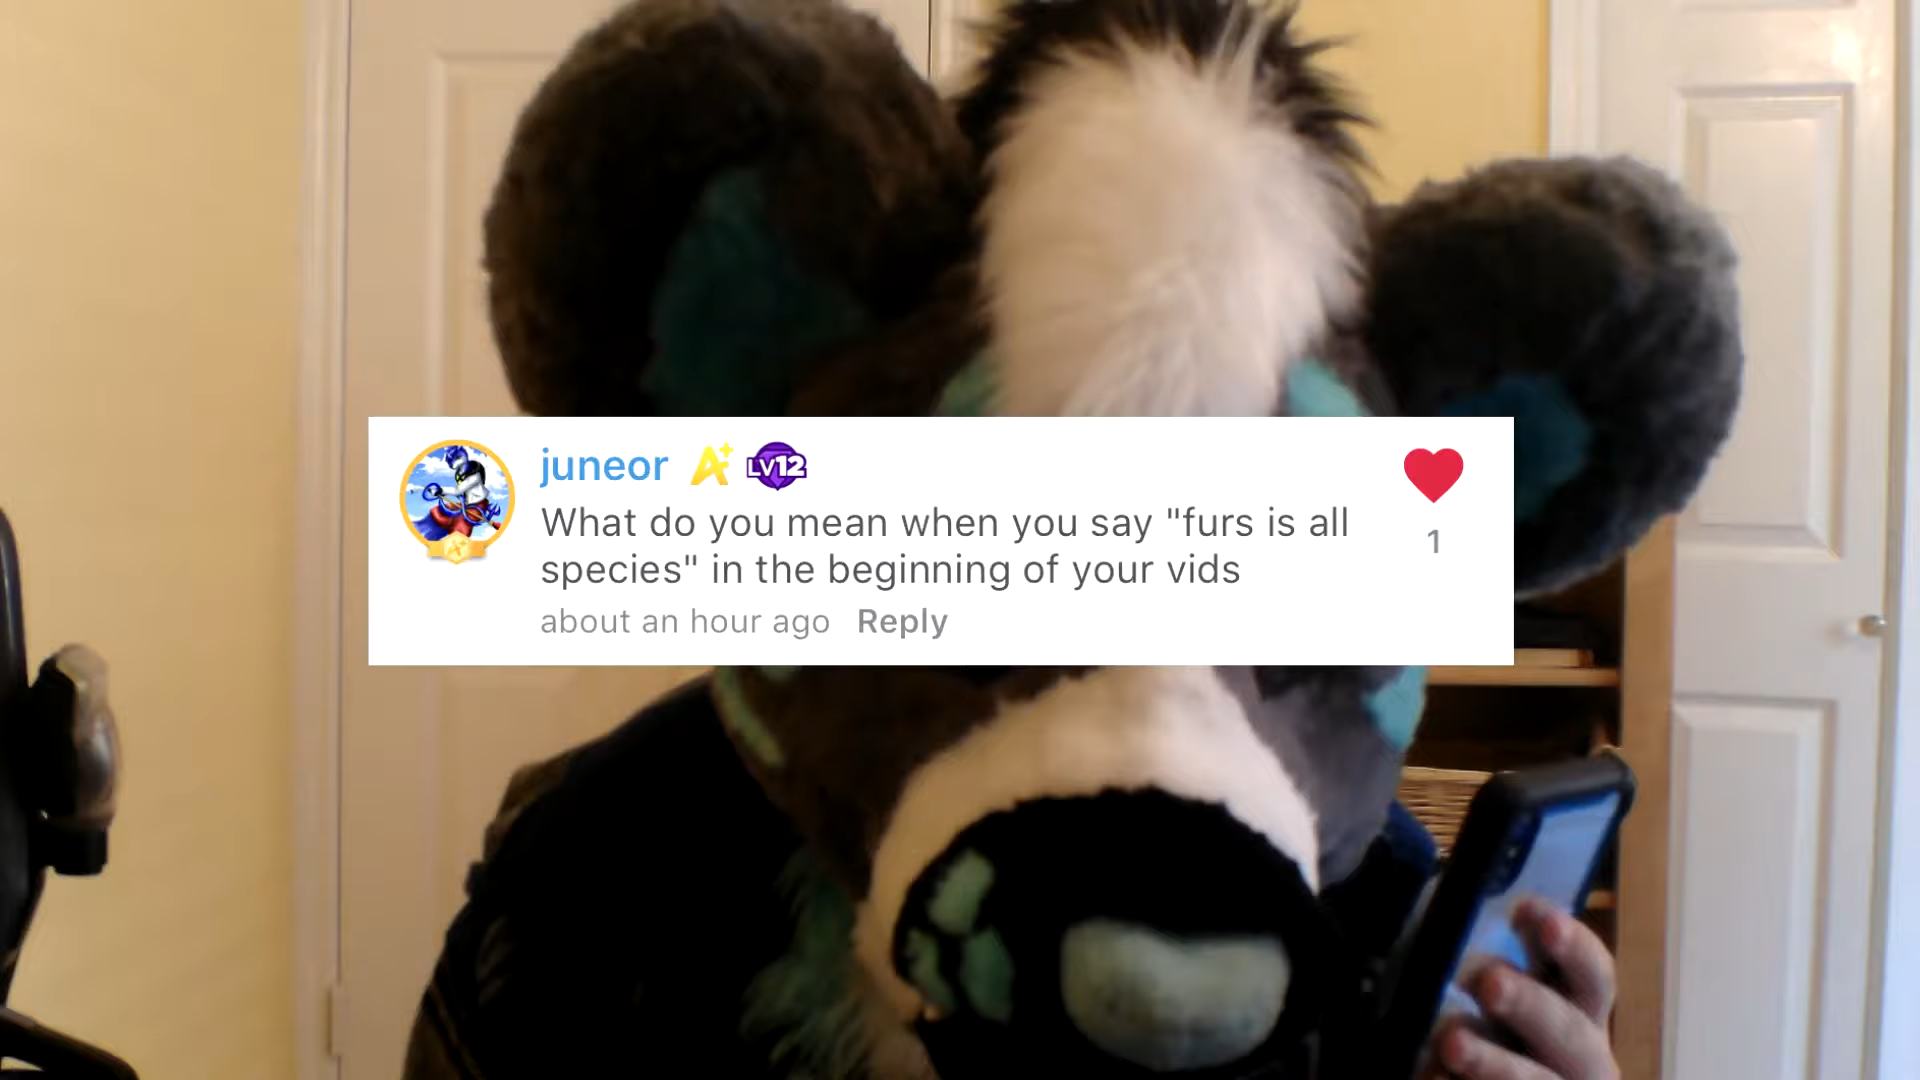 juneor A+ LV12
What do you mean when you say "furs is all
species" in the beginning of your vids
1
about an hour ago Reply